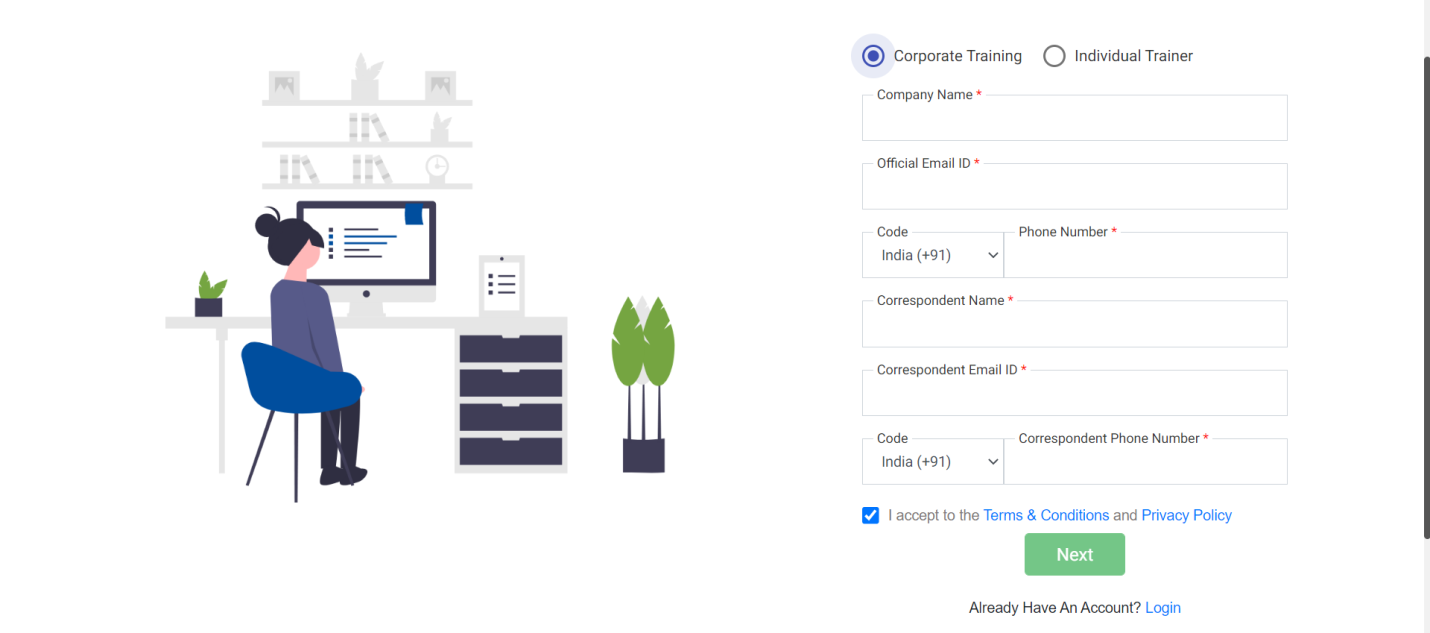 Corporate Training Individual Trainer
Company Name *
Official Email ID *
Code Phone Number *
India (+91)
Correspondent Name *
Correspondent Email ID *
Code Correspondent Phone Number *
India (+91)
I accept to the Terms & Conditions and Privacy Policy
Next
Already Have An Account? Login